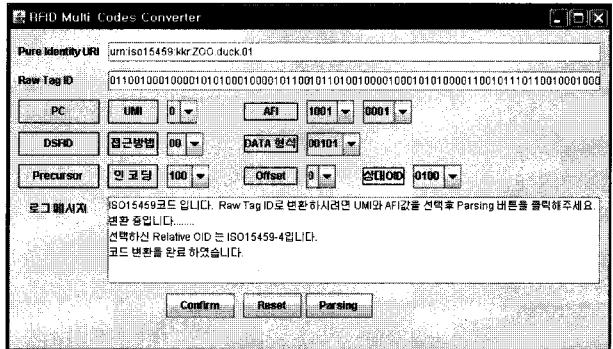 RFID Multi Codes Converter
Pure Identity URI urn:iso15459:kkr.ZOO.duck.01
Raw Tag ID
PC UMI 0 AFI 1001 0001
DSFID 접근방법 00 DATA 형식 00101
Precursor 인코딩 100 Offset 0 상대OID 0100
로그 메시지 ISO15459코드 입니다. Raw Tag ID로 변환 하시려면 UMI와 AFI값을 선택 후 Parsing 버튼을 클릭해주세요.
변환 중입니다.......
선택하신 Relative OID 는 ISO15459-4입니다.
코드 변환을 완료 하였습니다.
Confirm Reset Parsing